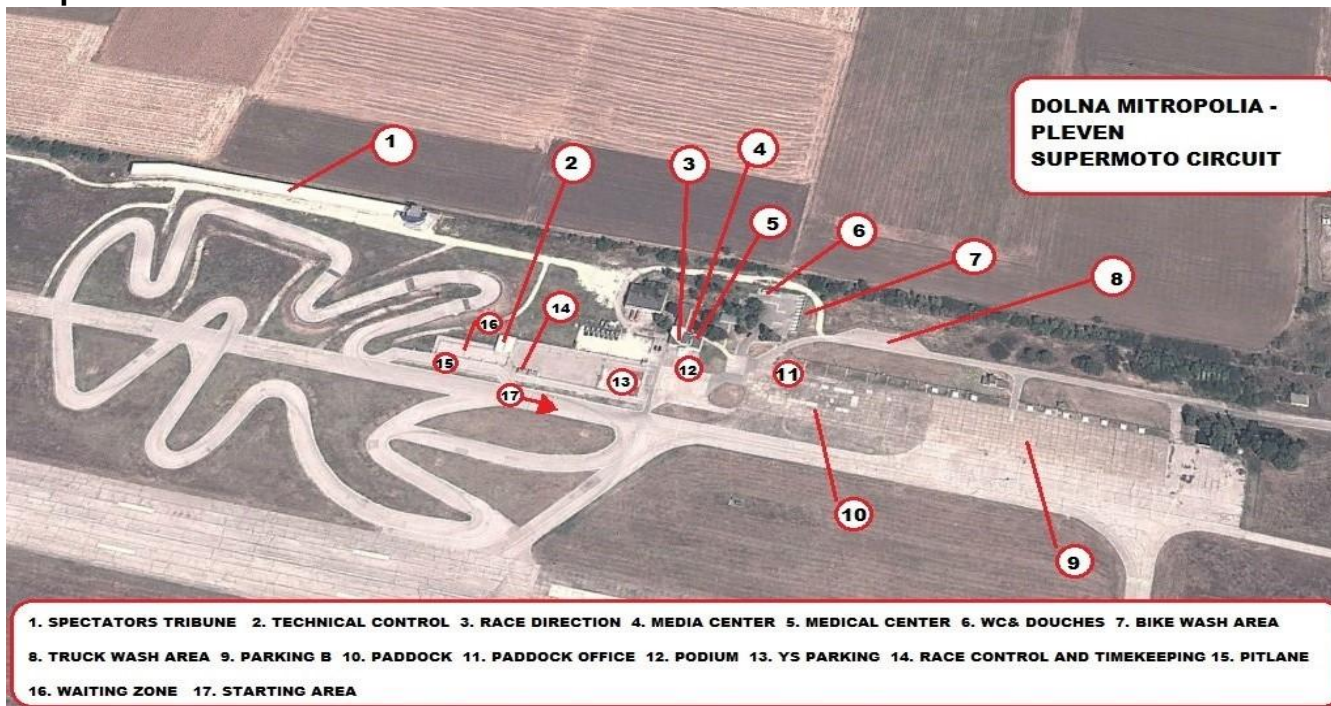 DOLNA MITROPOLIA -
PLEVEN
SUPERMOTO CIRCUIT
1
2
3
4
5
6
7
8
16
14
15
12
11
13
17
10
9
1. SPECTATORS TRIBUNE 2. TECHNICAL CONTROL 3. RACE DIRECTION 4. MEDIA CENTER 5. MEDICAL CENTER 6. WC& DOUCHES 7. BIKE WASH AREA
8. TRUCK WASH AREA 9. PARKING B 10. PADDOCK 11. PADDOCK OFFICE 12. PODIUM 13. YS PARKING 14. RACE CONTROL AND TIMEKEEPING 15. PITLANE
16. WAITING ZONE 17. STARTING AREA